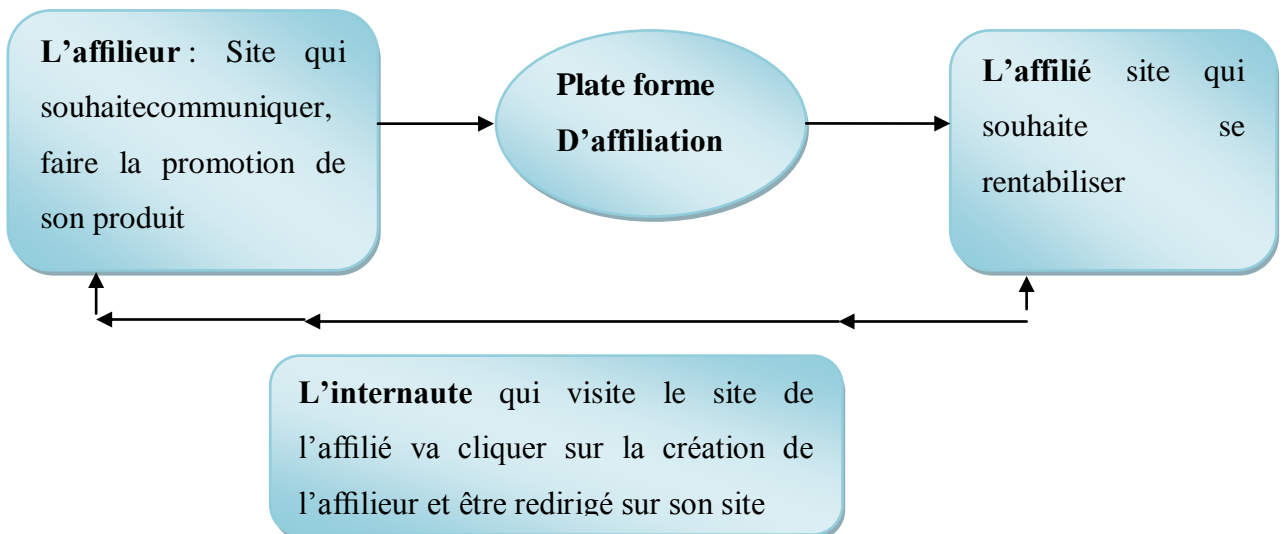 L’affilieur : Site qui
souhaitecommuniquer,
faire la promotion de
son produit
Plate forme
D’affiliation
L’affilié site qui
souhaite se
rentabiliser
L’internaute qui visite le site de
l’affilié va cliquer sur la création de
l’affilieur et être redirigé sur son site